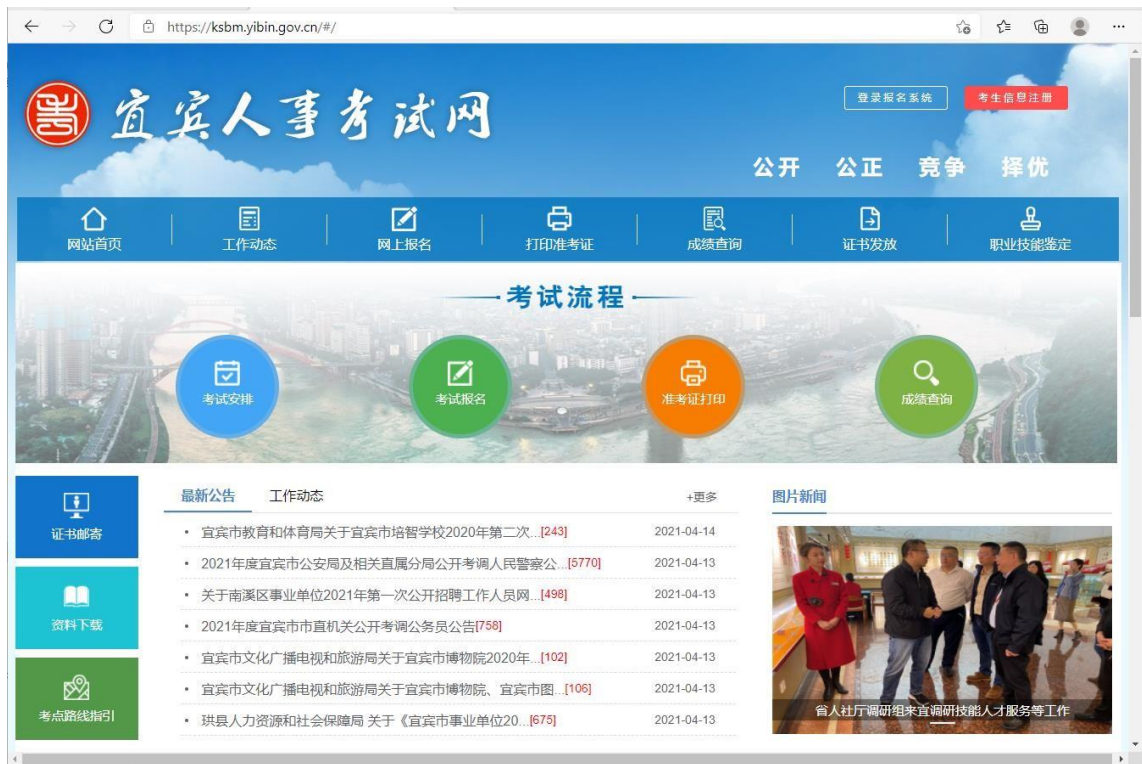 https://ksbm.yibin.gov.cn/#/
宜宾人事考试网
登录报名系统
考生信息注册
公开 公正 竞争 择优
网站首页
工作动态
网上报名
打印准考证
成绩查询
证书发放
职业技能鉴定
考试流程
考试安排
考试报名
准考证打印
成绩查询
证书邮寄
资料下载
考点路线指引
最新公告 工作动态 +更多
• 宜宾市教育和体育局关于宜宾市培智学校2020年第二次...[243] 2021-04-14
• 2021年度宜宾市公安局及相关直属分局公开考调人民警察公...[5770] 2021-04-13
• 关于南溪区事业单位2021年第一次公开招聘工作人员网...[498] 2021-04-13
• 2021年度宜宾市市直机关公开考调公务员公告[758] 2021-04-13
• 宜宾市文化广播电视和旅游局关于宜宾市博物院2020年...[102] 2021-04-13
• 宜宾市文化广播电视和旅游局关于宜宾市博物院、宜宾市图...[106] 2021-04-13
• 珙县人力资源和社会保障局 关于《宜宾市事业单位20...[675] 2021-04-13
图片新闻
省人社厅调研组来宜调研技能人才服务等工作